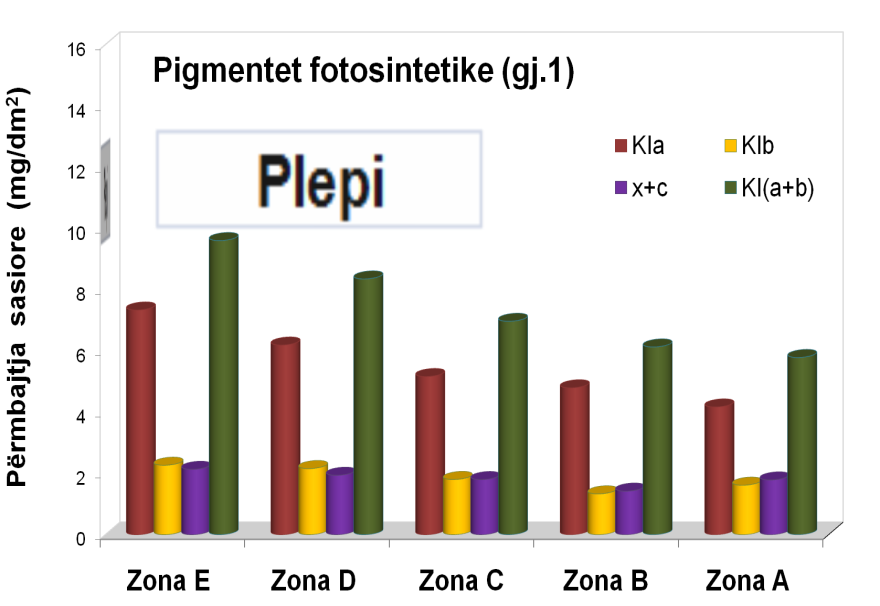 Pigmentet fotosintetike (gj.1)
Plepi
Kla
Klb
x+c
Kl(a+b)
Përmbajtja sasiore (mg/dm²)
16
14
12
10
8
6
4
2
0
Zona E
Zona D
Zona C
Zona B
Zona A